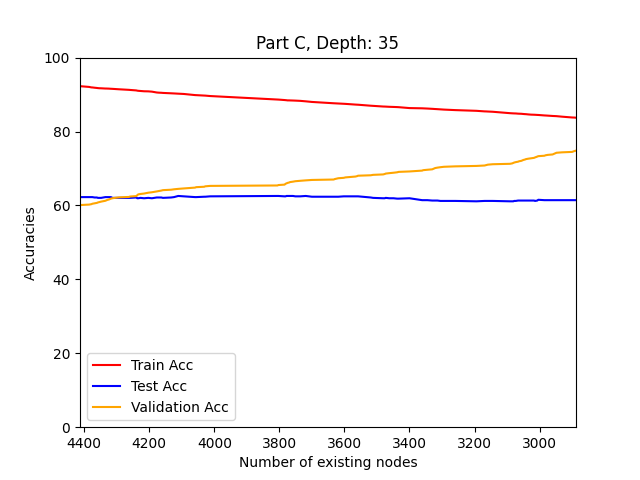 Part C, Depth: 35
100
80
60
40
20
0
Accuracies
Train Acc
Test Acc
Validation Acc
4400 4200 4000 3800 3600 3400 3200 3000
Number of existing nodes